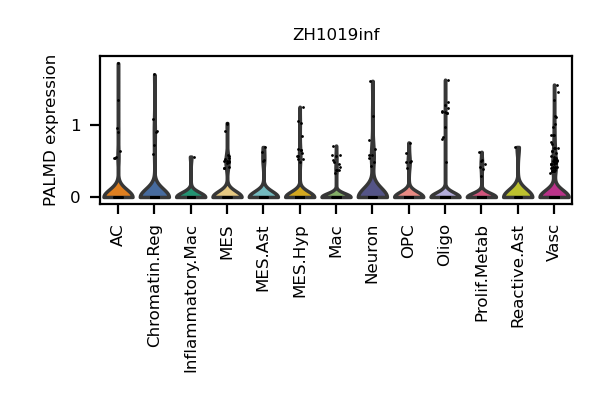 ZH1019inf
PALMD expression
1
0
AC
Chromatin.Reg
Inflammatory.Mac
MES
MES.Ast
MES.Hyp
Mac
Neuron
OPC
Oligo
Prolif.Metab
Reactive.Ast
Vasc